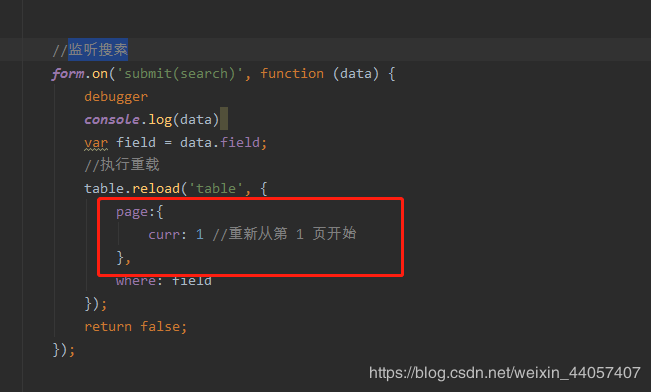 //监听搜索
form.on('submit(search)', function (data) {
debugger
console.log(data)
var field = data.field;
//执行重载
table.reload('table', {
page:{
curr: 1 //重新从第 1 页开始
},
where: field
});
return false;
});
https://blog.csdn.net/weixin_44057407